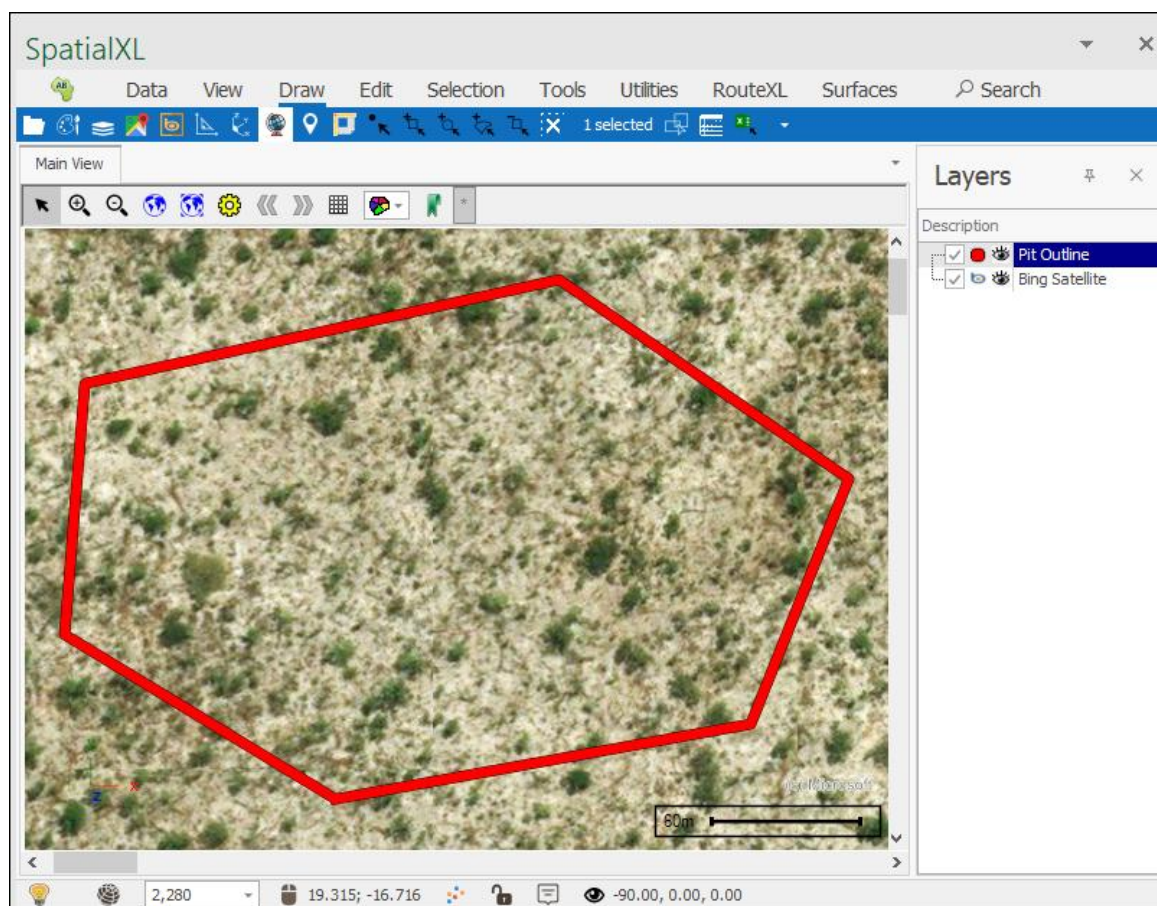 SpatialXL
Data View Draw Edit Selection Tools Utilities RouteXL Surfaces Search
1 selected
Main View
Layers
Description
Pit Outline
Bing Satellite
X
Z
60m
2,280
19.315; -16.716
-90.00, 0.00, 0.00